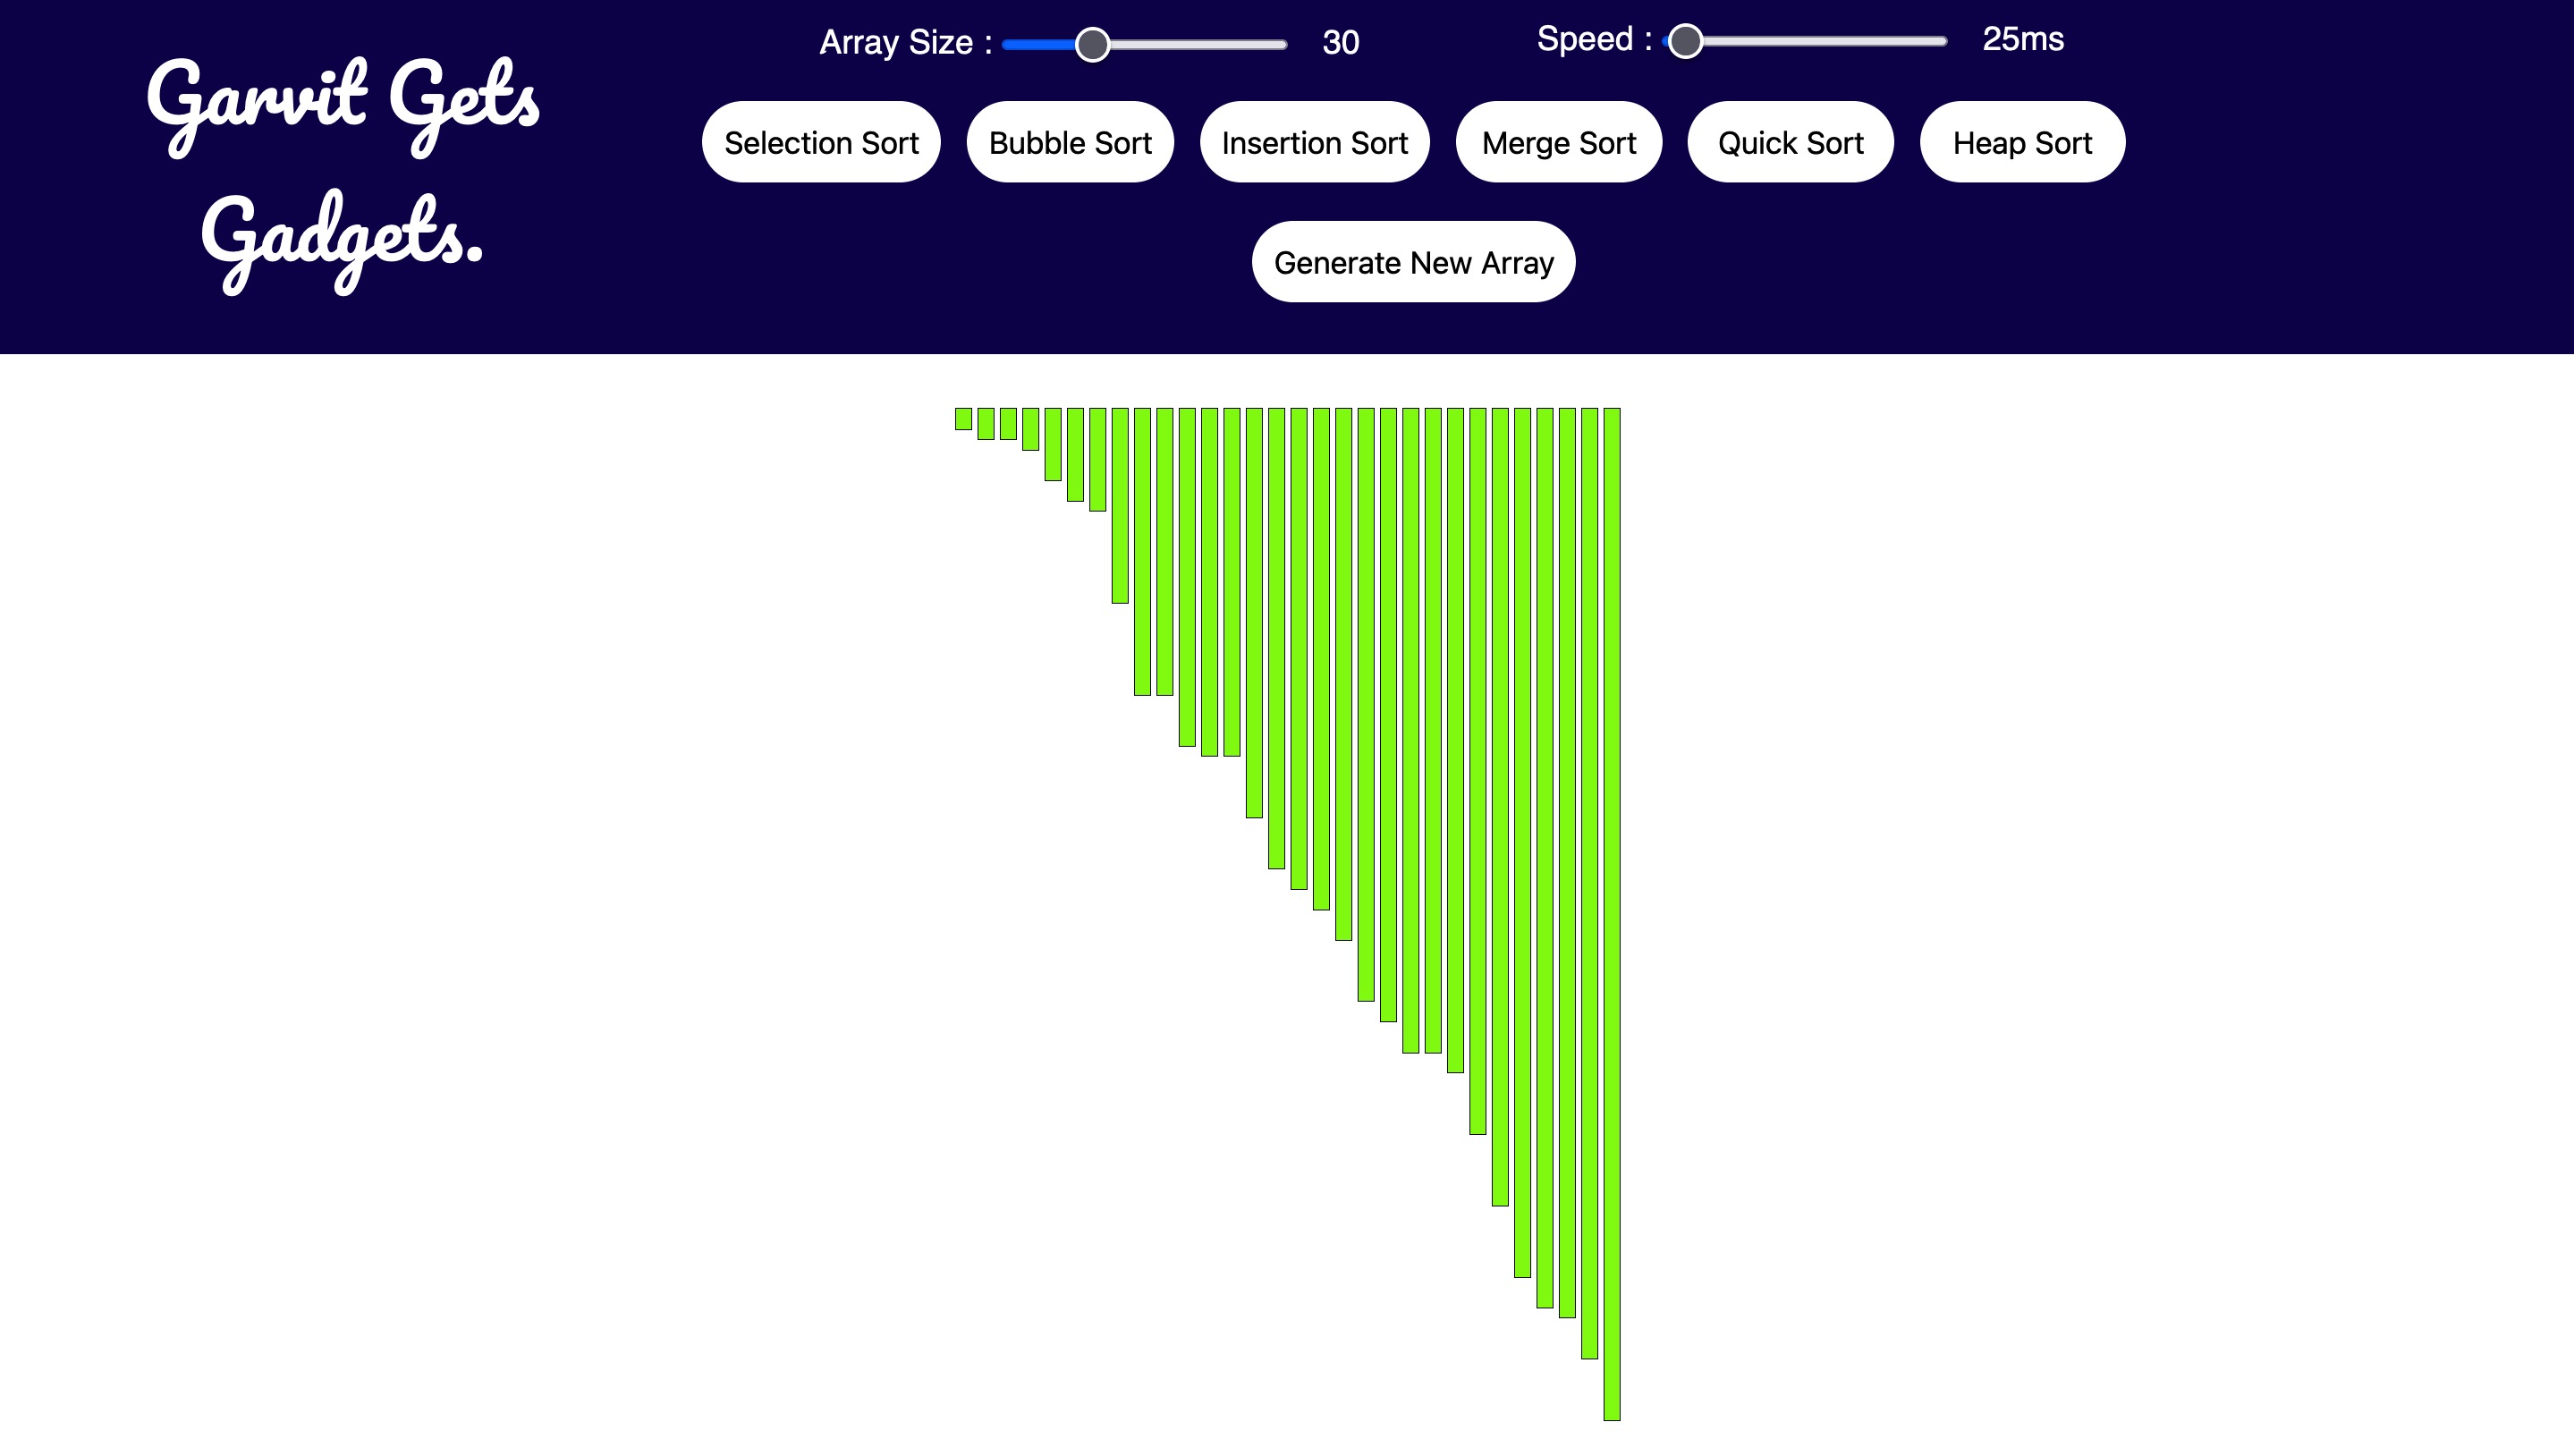 Garvit Gets
Gadgets.
Array Size : 30
Speed : 25ms
Selection Sort
Bubble Sort
Insertion Sort
Merge Sort
Quick Sort
Heap Sort
Generate New Array